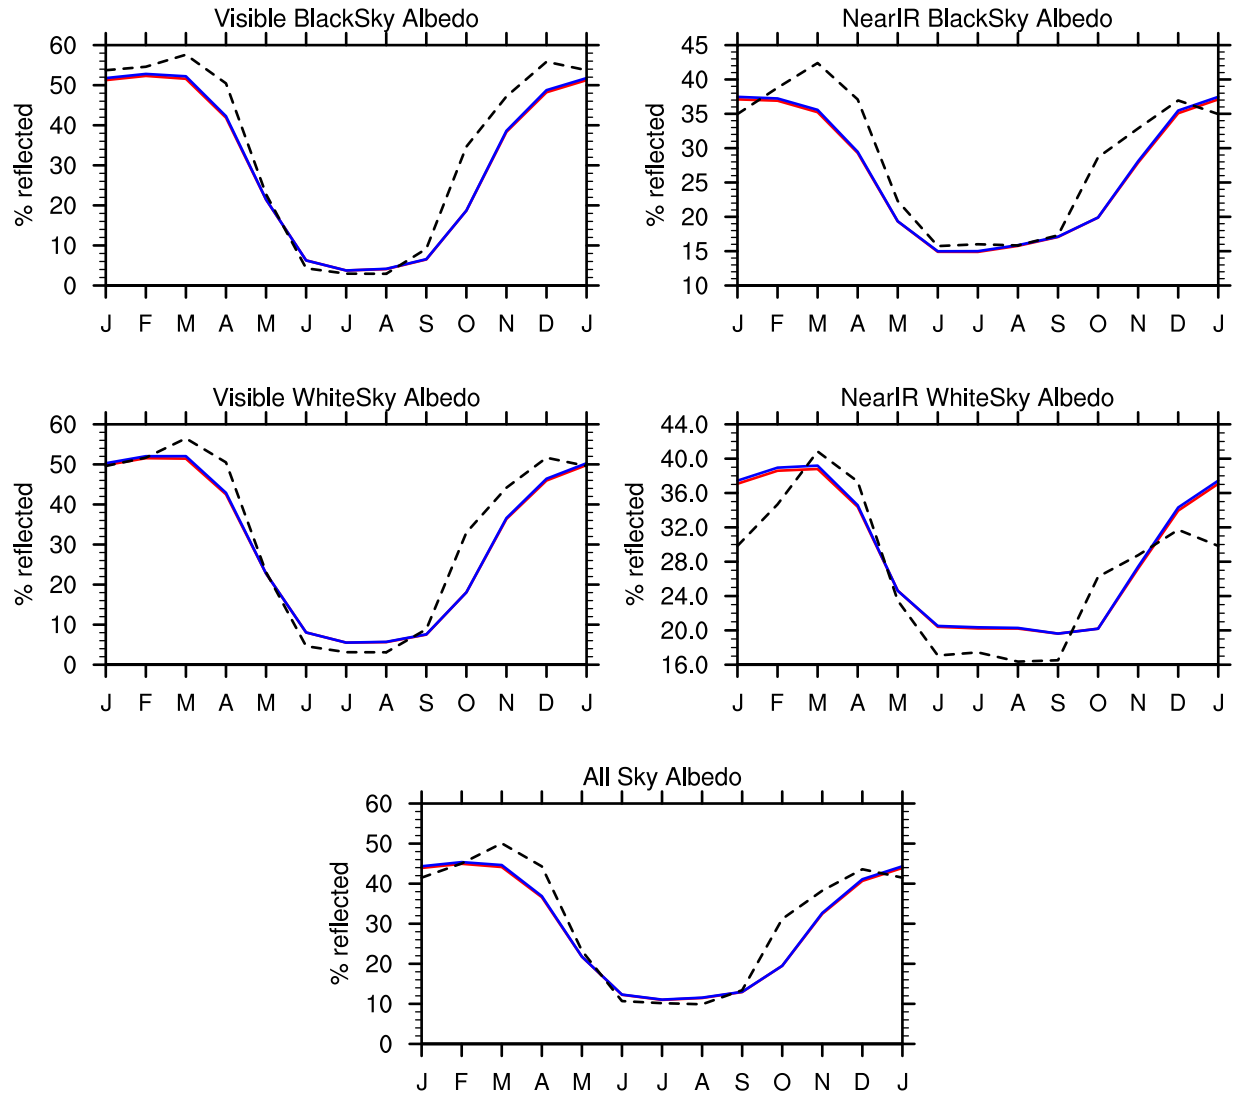 Visible BlackSky Albedo
% reflected
60
50
40
30
20
10
0
J F M A M J J A S O N D J
NearIR BlackSky Albedo
% reflected
45
40
35
30
25
20
15
10
J F M A M J J A S O N D J
Visible WhiteSky Albedo
% reflected
60
50
40
30
20
10
0
J F M A M J J A S O N D J
NearIR WhiteSky Albedo
% reflected
44.0
40.0
36.0
32.0
28.0
24.0
20.0
16.0
J F M A M J J A S O N D J
All Sky Albedo
% reflected
60
50
40
30
20
10
0
J F M A M J J A S O N D J